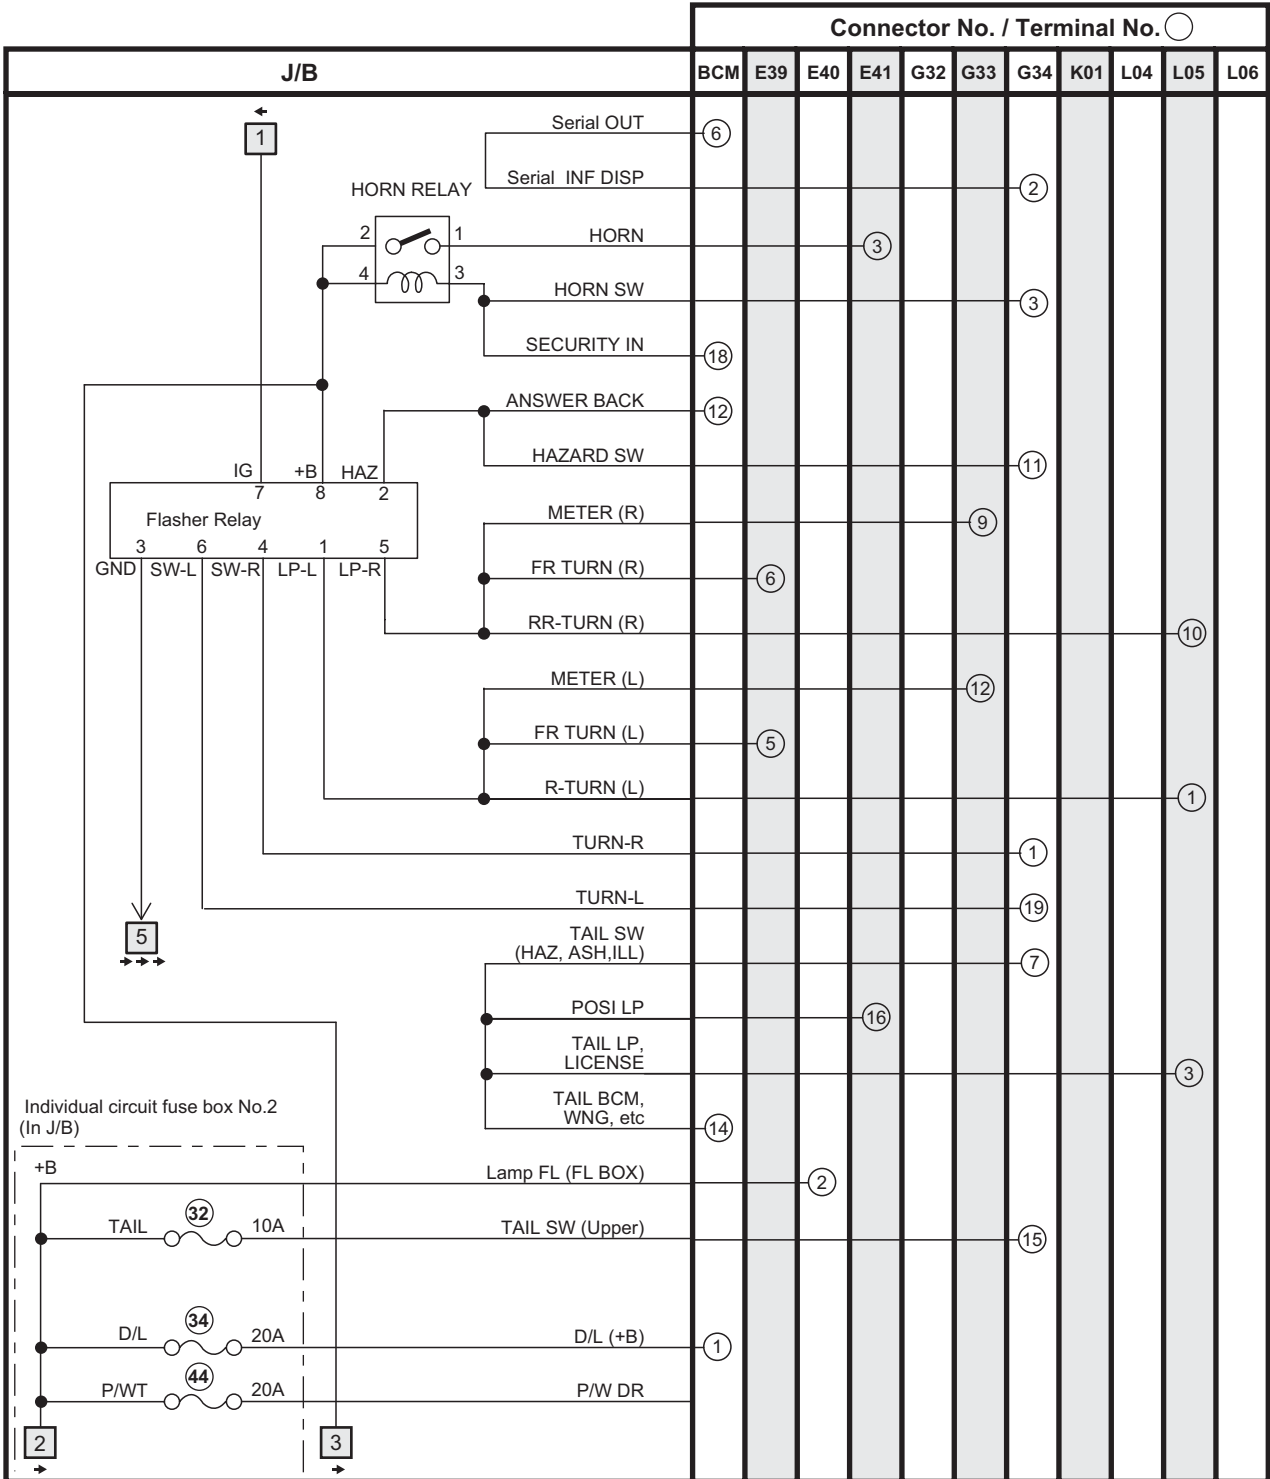 Connector No. / Terminal No.
J/B BCM E39 E40 E41 G32 G33 G34 K01 L04 L05 L06
1
Serial OUT 6
Serial INF DISP 2
HORN RELAY
2 1 HORN 3
4 3
HORN SW 3
SECURITY IN 18
ANSWER BACK 12
HAZARD SW 11
IG +B HAZ
7 8 2
Flasher Relay
METER (R) 9
3 6 4 1 5
GND SW-L SW-R LP-L LP-R
FR TURN (R) 6
RR-TURN (R) 10
METER (L) 12
FR TURN (L) 5
R-TURN (L) 1
TURN-R 1
TURN-L 19
5
TAIL SW
(HAZ, ASH,ILL) 7
POSI LP 16
TAIL LP,
LICENSE 3
TAIL BCM,
WNG, etc 14
Individual circuit fuse box No.2
(In J/B)
+B
Lamp FL (FL BOX) 2
32
TAIL 10A TAIL SW (Upper) 15
34
D/L 20A D/L (+B) 1
44
P/WT 20A P/W DR
2 3